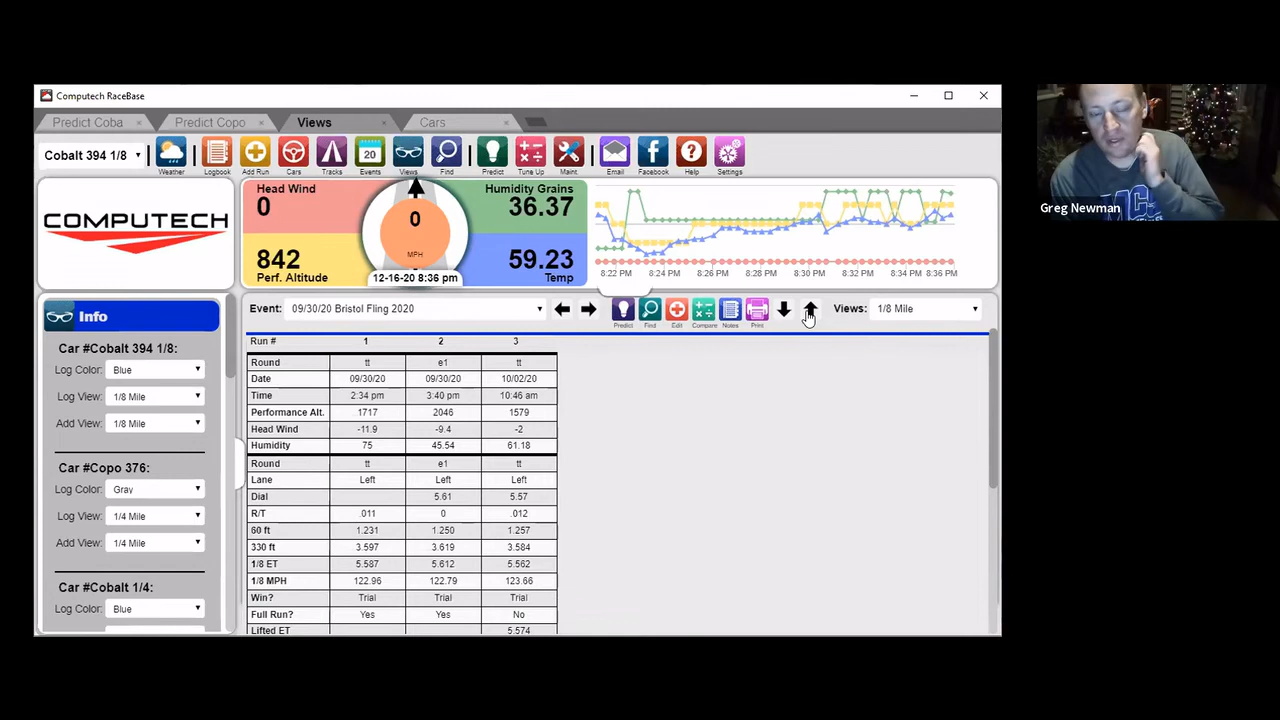 Computech RaceBase
Predict Coba
Predict Copo
Views
Cars
Cobalt 394 1/8
Weather
Logbook
Add Run
Cars
Tracks
20
Events
Views
Find
Predict
Tune Up
Maint
Email
Facebook
Help
Settings
COMPUTECH
Head Wind
0
842
Perf. Altitude
0
MPH
12-16-20 8:36 pm
Humidity Grains
36.37
59.23
Temp
8:22 PM 8:24 PM 8:26 PM 8:28 PM 8:30 PM 8:32 PM 8:34 PM 8:36 PM
Greg Newman
Info
Car #Cobalt 394 1/8:
Log Color: Blue
Log View: 1/8 Mile
Add View: 1/8 Mile
Car #Copo 376:
Log Color: Gray
Log View: 1/4 Mile
Add View: 1/4 Mile
Car #Cobalt 1/4:
Log Color: Blue
Event: 09/30/20 Bristol Fling 2020
Predict
Find
Edit
Compare
Notes
Print
Views: 1/8 Mile
Run # 1 2 3
Round tt e1 tt
Date 09/30/20 09/30/20 10/02/20
Time 2:34 pm 3:40 pm 10:46 am
Performance Alt. 1717 2046 1579
Head Wind -11.9 -9.4 -2
Humidity 75 45.54 61.18
Round tt e1 tt
Lane Left Left Left
Dial 5.61 5.57
R/T .011 0 .012
60 ft 1.231 1.250 1.257
330 ft 3.597 3.619 3.584
1/8 ET 5.587 5.612 5.562
1/8 MPH 122.96 122.79 123.66
Win? Trial Trial Trial
Full Run? Yes Yes No
Lifted ET 5.574